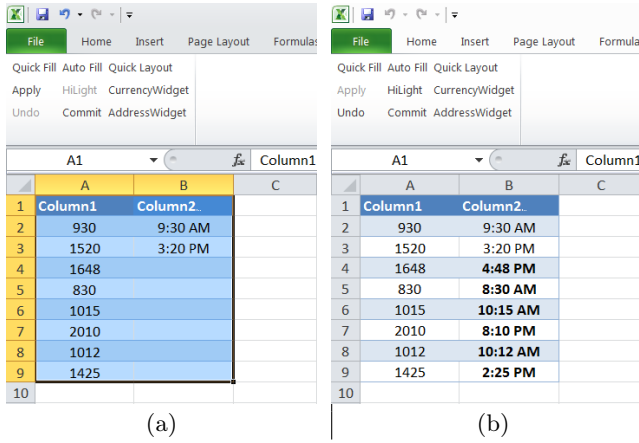 File Home Insert Page Layout Formulas
Quick Fill Auto Fill Quick Layout
Apply HiLight CurrencyWidget
Undo Commit AddressWidget
A1 fx Column1
A B C
1 Column1 Column2..
2 930 9:30 AM
3 1520 3:20 PM
4 1648
5 830
6 1015
7 2010
8 1012
9 1425
10
(a)
File Home Insert Page Layout Formula
Quick Fill Auto Fill Quick Layout
Apply HiLight CurrencyWidget
Undo Commit AddressWidget
A1 fx Column1
A B C
1 Column1 Column2..
2 930 9:30 AM
3 1520 3:20 PM
4 1648 4:48 PM
5 830 8:30 AM
6 1015 10:15 AM
7 2010 8:10 PM
8 1012 10:12 AM
9 1425 2:25 PM
10
(b)